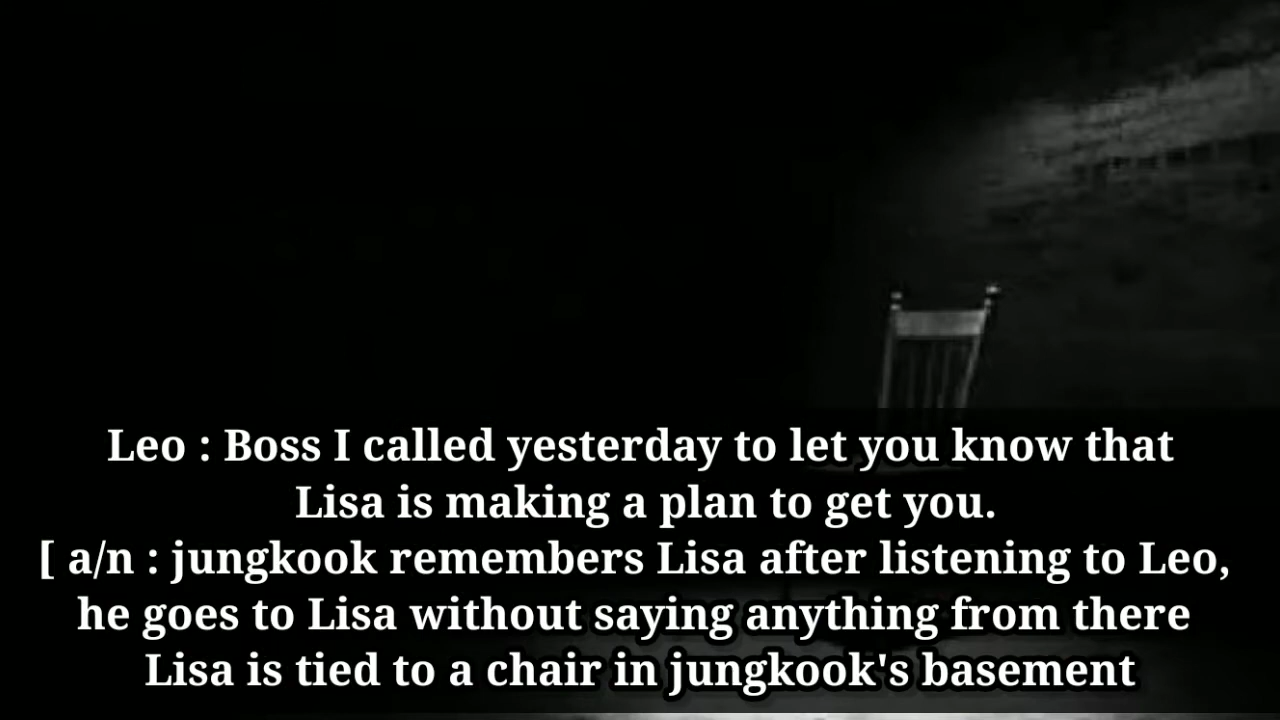 Leo : Boss I called yesterday to let you know that
Lisa is making a plan to get you.
[ a/n : jungkook remembers Lisa after listening to Leo,
he goes to Lisa without saying anything from there
Lisa is tied to a chair in jungkook's basement